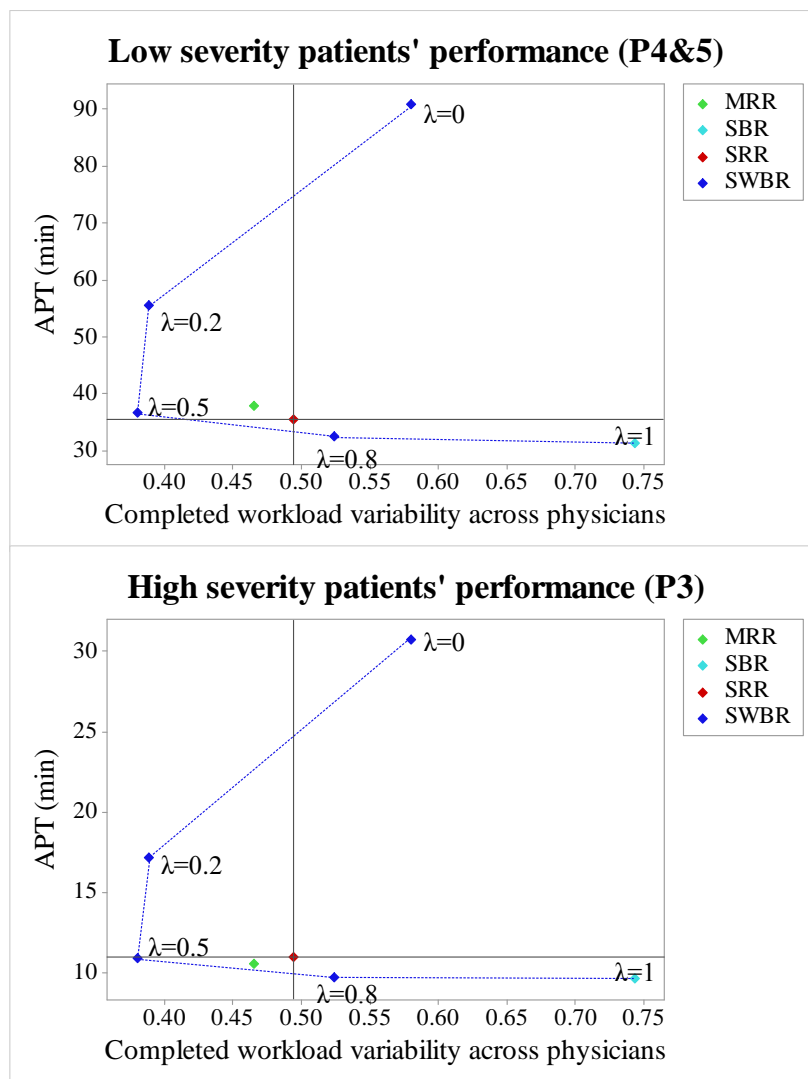 Low severity patients' performance (P4&5)
MRR
SBR
SRR
SWBR
APT (min)
90
80
70
60
50
40
30
λ=0
λ=0.2
λ=0.5
λ=0.8
λ=1
0.40 0.45 0.50 0.55 0.60 0.65 0.70 0.75
Completed workload variability across physicians
High severity patients' performance (P3)
MRR
SBR
SRR
SWBR
APT (min)
30
25
20
15
10
λ=0
λ=0.2
λ=0.5
λ=0.8
λ=1
0.40 0.45 0.50 0.55 0.60 0.65 0.70 0.75
Completed workload variability across physicians